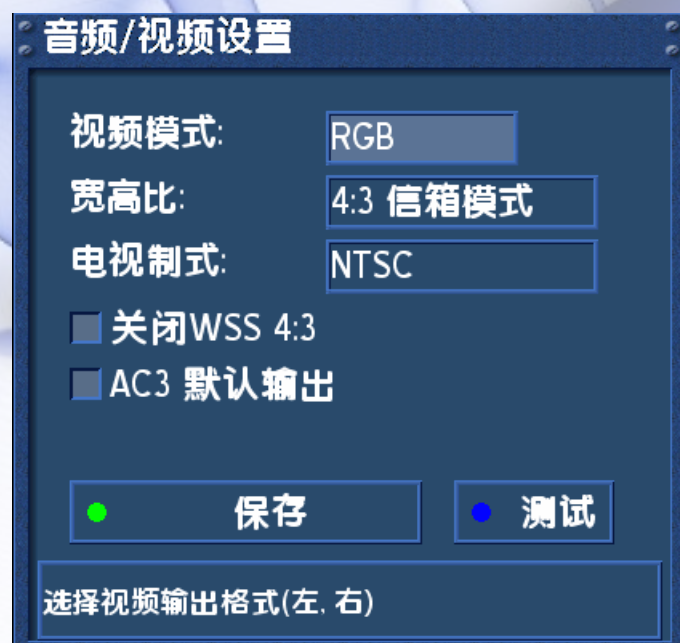 音频/视频设置
视频模式: RGB
宽高比: 4:3 信箱模式
电视制式: NTSC
关闭WSS 4:3
AC3 默认输出
保存 测试
选择视频输出格式(左, 右)